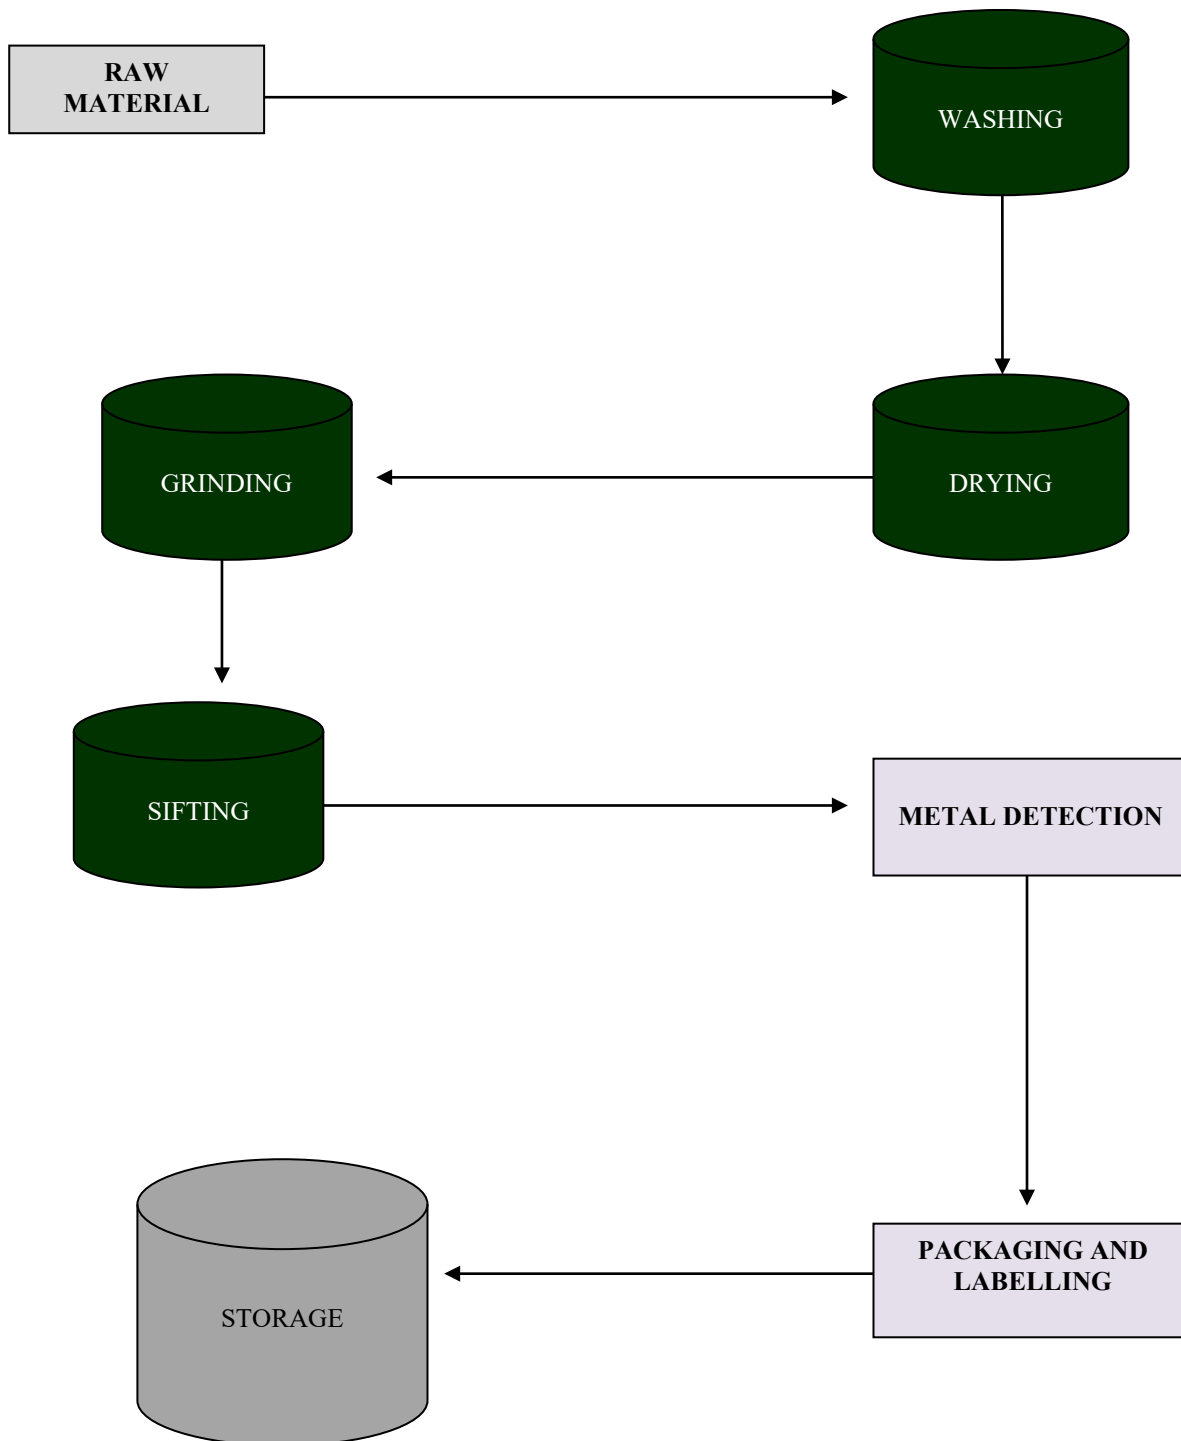 RAW
MATERIAL
WASHING
DRYING
GRINDING
SIFTING
METAL DETECTION
PACKAGING AND
LABELLING
STORAGE